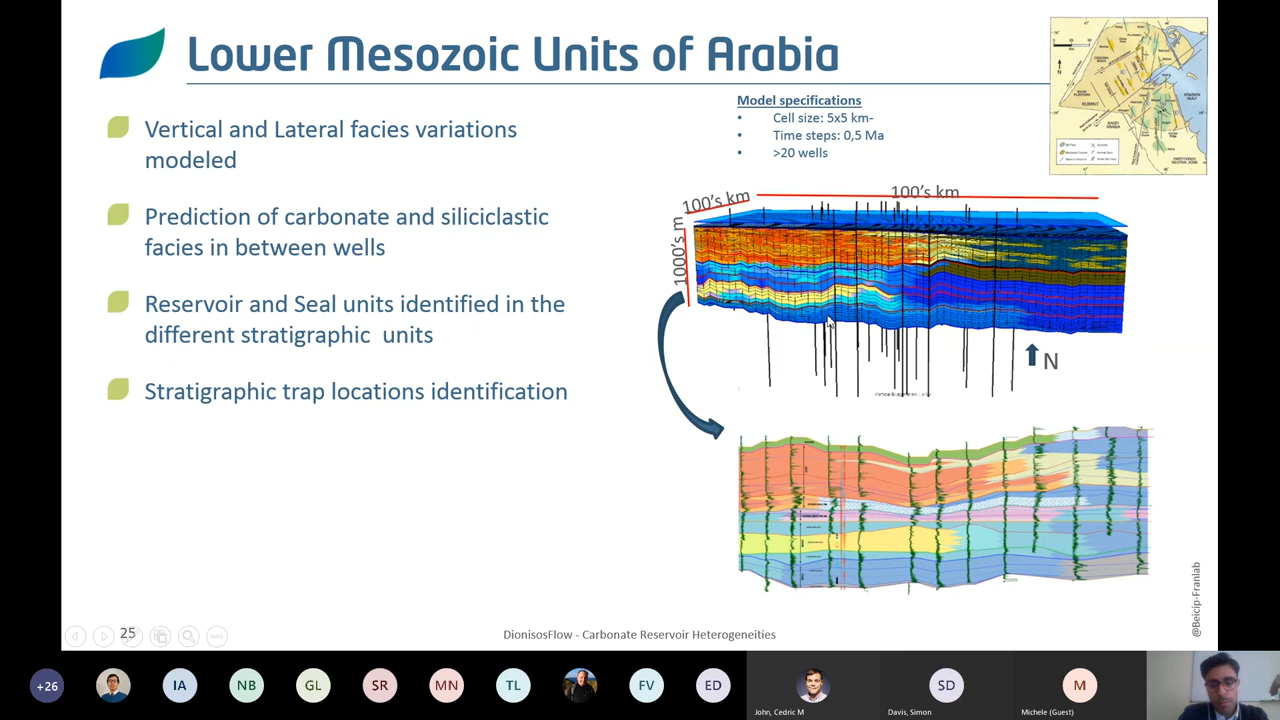 Lower Mesozoic Units of Arabia
Vertical and Lateral facies variations
modeled
Prediction of carbonate and siliciclastic
facies in between wells
Reservoir and Seal units identified in the
different stratigraphic units
Stratigraphic trap locations identification
Model specifications
• Cell size: 5x5 km-
• Time steps: 0,5 Ma
• >20 wells
KUWAIT
100's km
100's km
1000's m
N
25
DionisosFlow - Carbonate Reservoir Heterogeneities
@Beicip-Franlab
+26
IA
NB
GL
SR
MN
TL
FV
ED
John, Cedric M
SD
Davis, Simon
M
Michele (Guest)